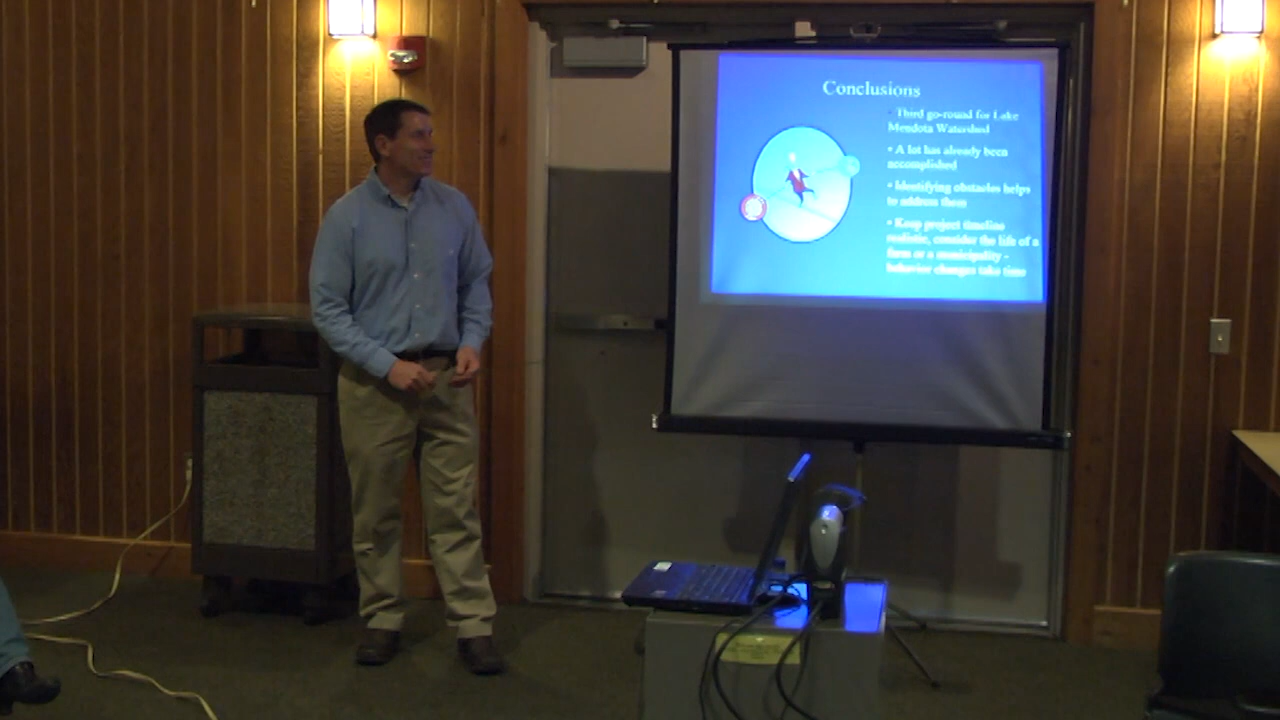 Conclusions
• Third go-round for Lake
Mendota Watershed
• A lot has already been
accomplished
• Identifying obstacles helps
to address them
• Keep project timeline
realistic, consider the life of a
farm or a municipality -
behavior changes take time